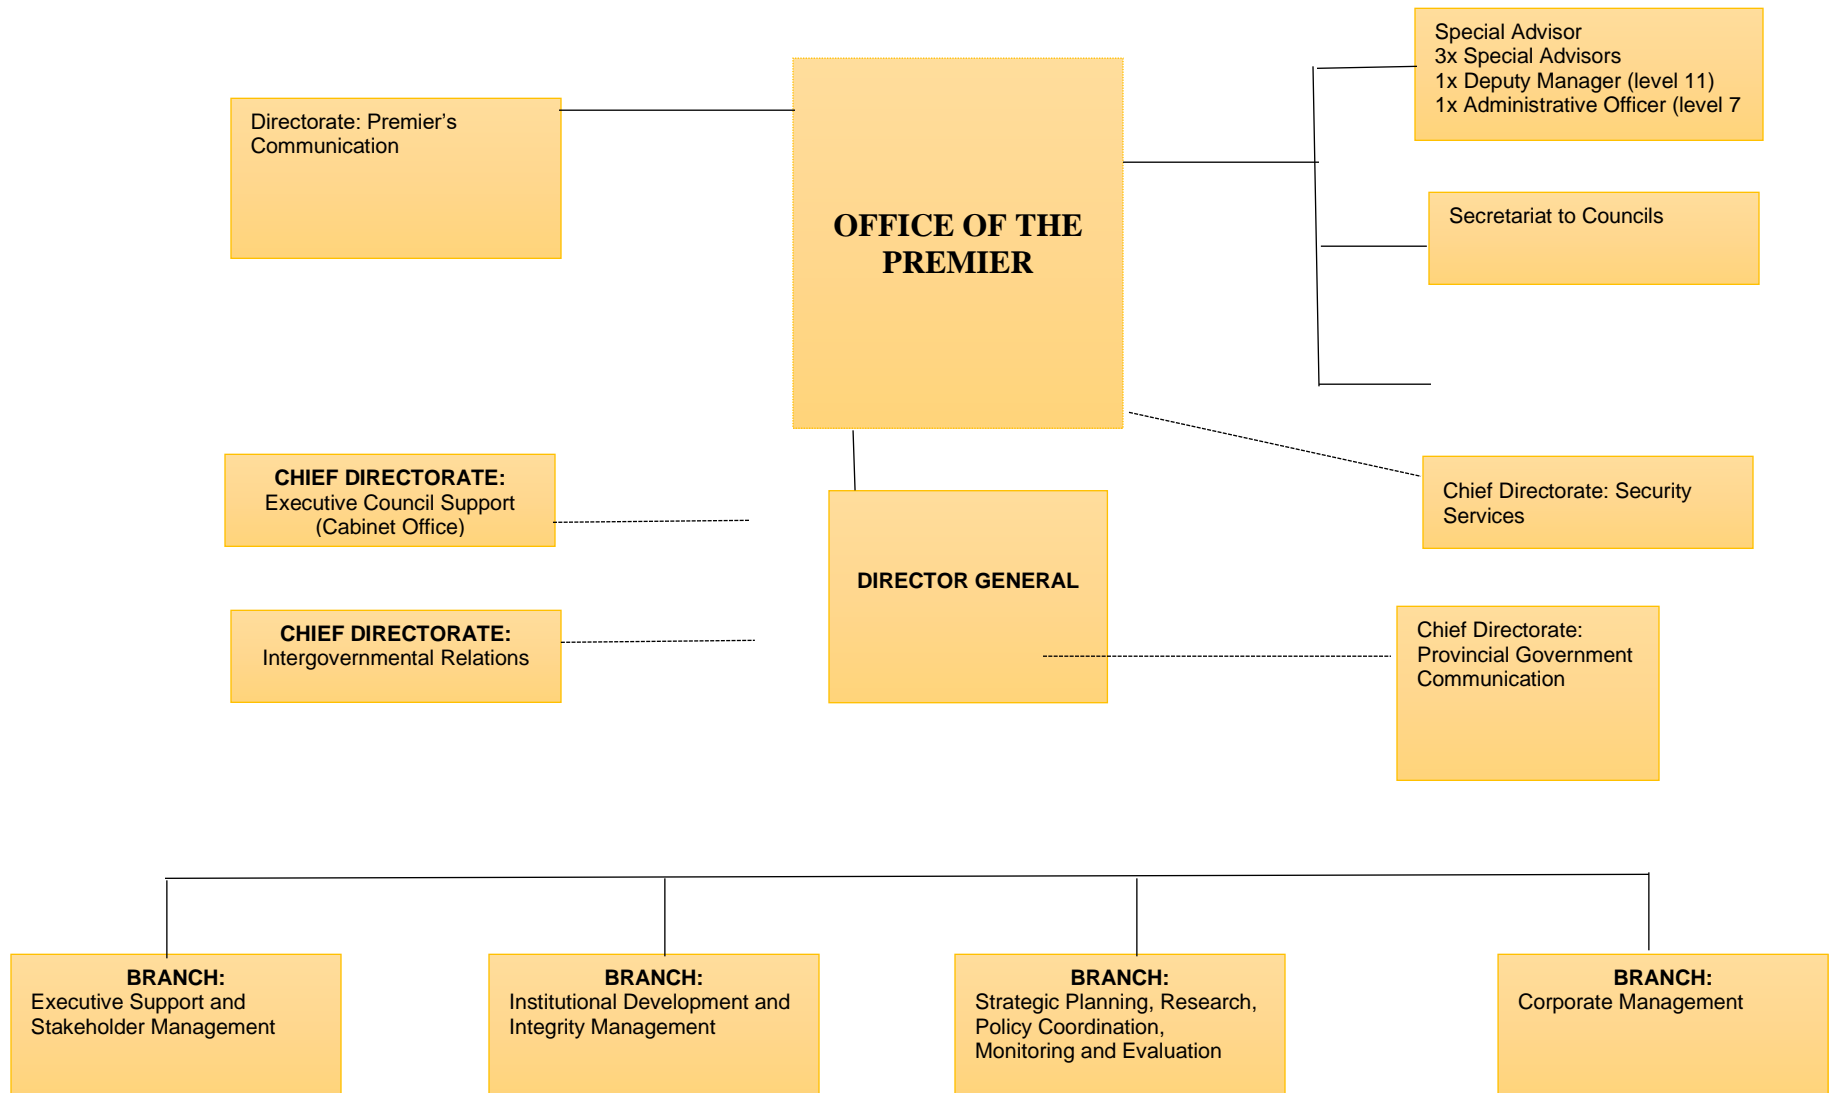 Special Advisor
3x Special Advisors
1x Deputy Manager (level 11)
1x Administrative Officer (level 7
Directorate: Premier's
Communication
OFFICE OF THE
PREMIER
Secretariat to Councils
CHIEF DIRECTORATE:
Executive Council Support
(Cabinet Office)
Chief Directorate: Security
Services
DIRECTOR GENERAL
CHIEF DIRECTORATE:
Intergovernmental Relations
Chief Directorate:
Provincial Government
Communication
BRANCH:
Executive Support and
Stakeholder Management
BRANCH:
Institutional Development and
Integrity Management
BRANCH:
Strategic Planning, Research,
Policy Coordination,
Monitoring and Evaluation
BRANCH:
Corporate Management